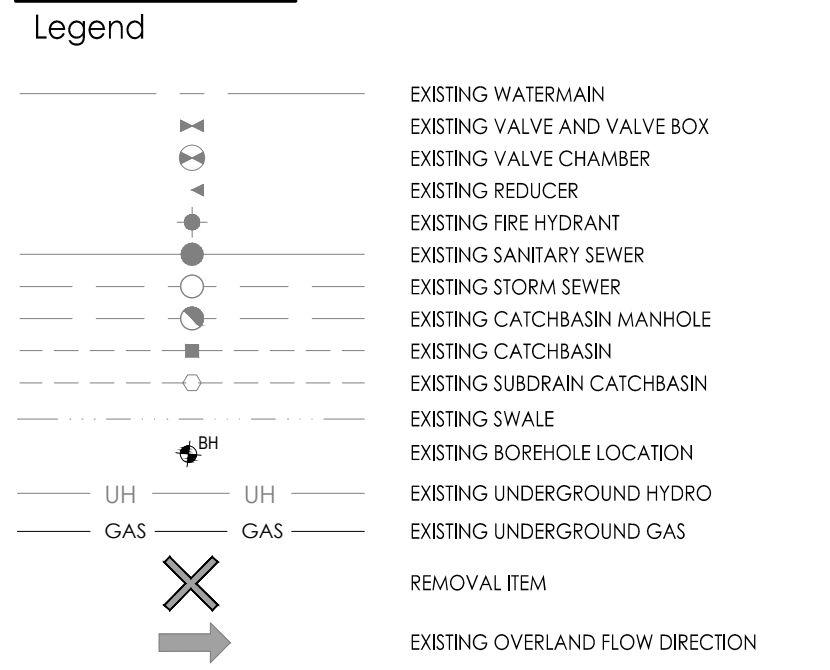 Legend
EXISTING WATERMAIN
EXISTING VALVE AND VALVE BOX
EXISTING VALVE CHAMBER
EXISTING REDUCER
EXISTING FIRE HYDRANT
EXISTING SANITARY SEWER
EXISTING STORM SEWER
EXISTING CATCHBASIN MANHOLE
EXISTING CATCHBASIN
EXISTING SUBDRAIN CATCHBASIN
EXISTING SWALE
BH EXISTING BOREHOLE LOCATION
UH UH EXISTING UNDERGROUND HYDRO
GAS GAS EXISTING UNDERGROUND GAS
REMOVAL ITEM
EXISTING OVERLAND FLOW DIRECTION